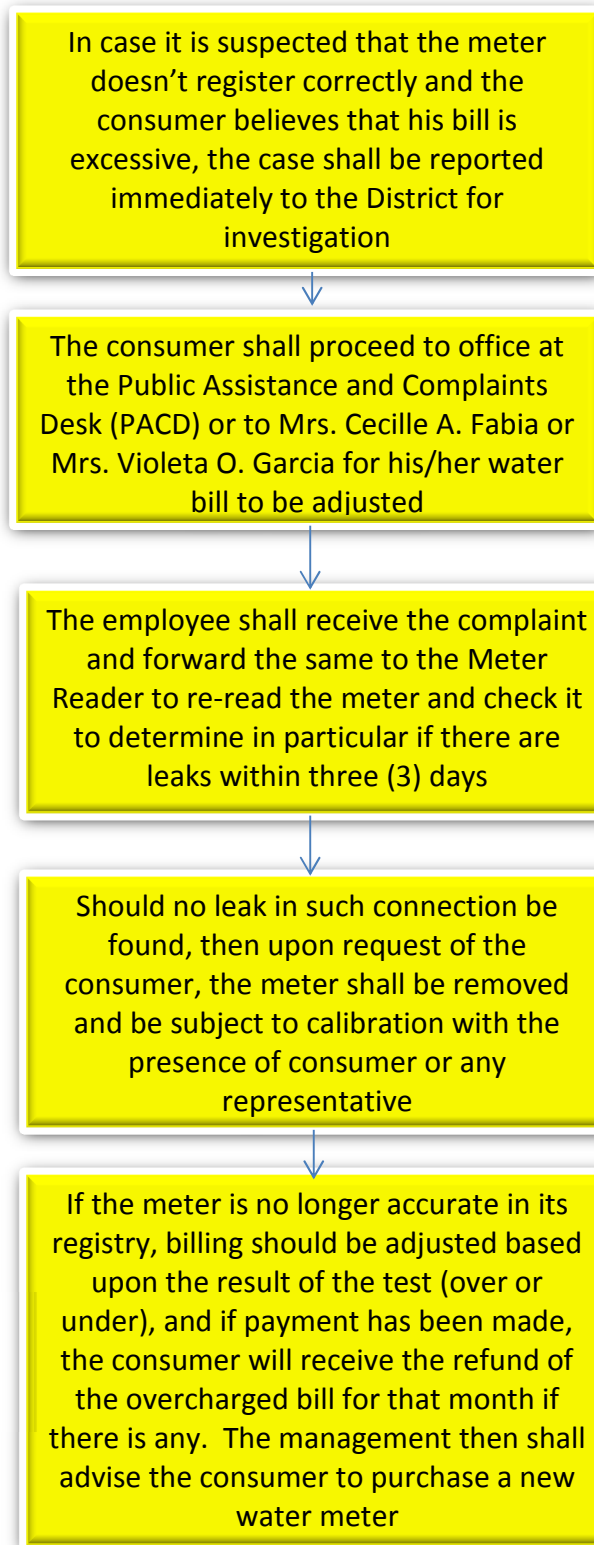 In case it is suspected that the meter
doesn’t register correctly and the
consumer believes that his bill is
excessive, the case shall be reported
immediately to the District for
investigation
The consumer shall proceed to office at
the Public Assistance and Complaints
Desk (PACD) or to Mrs. Cecille A. Fabia or
Mrs. Violeta O. Garcia for his/her water
bill to be adjusted
The employee shall receive the complaint
and forward the same to the Meter
Reader to re-read the meter and check it
to determine in particular if there are
leaks within three (3) days
Should no leak in such connection be
found, then upon request of the
consumer, the meter shall be removed
and be subject to calibration with the
presence of consumer or any
representative
If the meter is no longer accurate in its
registry, billing should be adjusted based
upon the result of the test (over or
under), and if payment has been made,
the consumer will receive the refund of
the overcharged bill for that month if
there is any.  The management then shall
advise the consumer to purchase a new
water meter